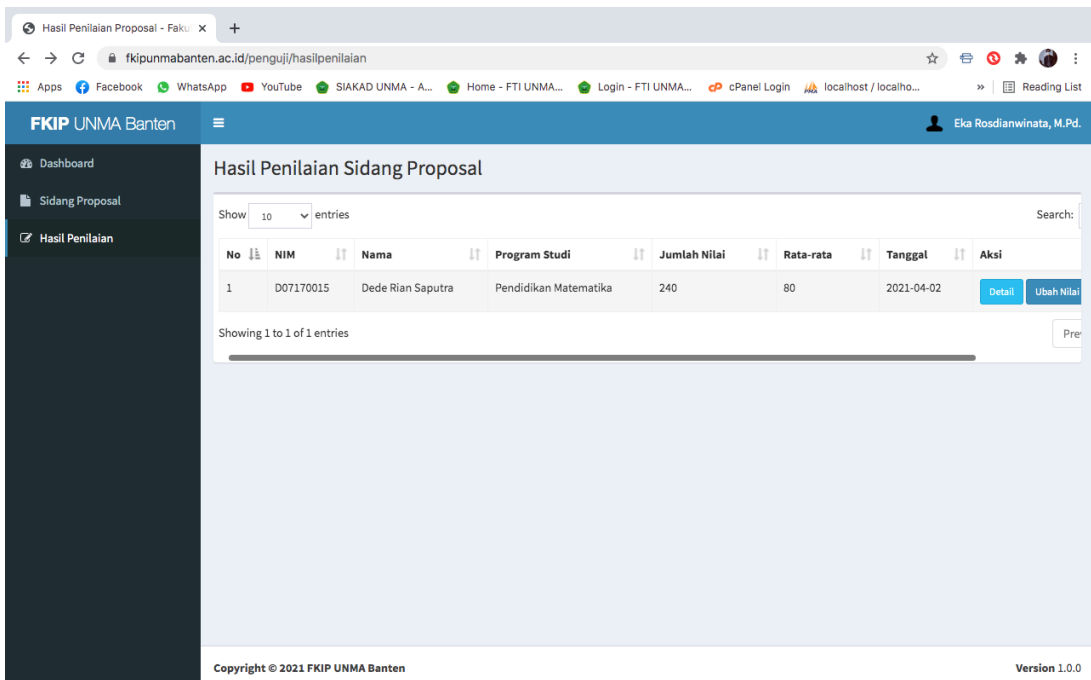 Hasil Penilaian Proposal - Faku
fkipunmabanten.ac.id/penguji/hasilpenilaian
Apps Facebook WhatsApp YouTube SIAKAD UNMA - A... Home - FTI UNMA... Login - FTI UNMA... cPanel Login localhost / localho... » Reading List
FKIP UNMA Banten Eka Rosdianwinata, M.Pd.
Dashboard
Sidang Proposal
Hasil Penilaian
Hasil Penilaian Sidang Proposal
Show 10 entries Search:
No NIM Nama Program Studi Jumlah Nilai Rata-rata Tanggal Aksi
1 D07170015 Dede Rian Saputra Pendidikan Matematika 240 80 2021-04-02 Detail Ubah Nilai
Showing 1 to 1 of 1 entries Pre
Copyright © 2021 FKIP UNMA Banten Version 1.0.0